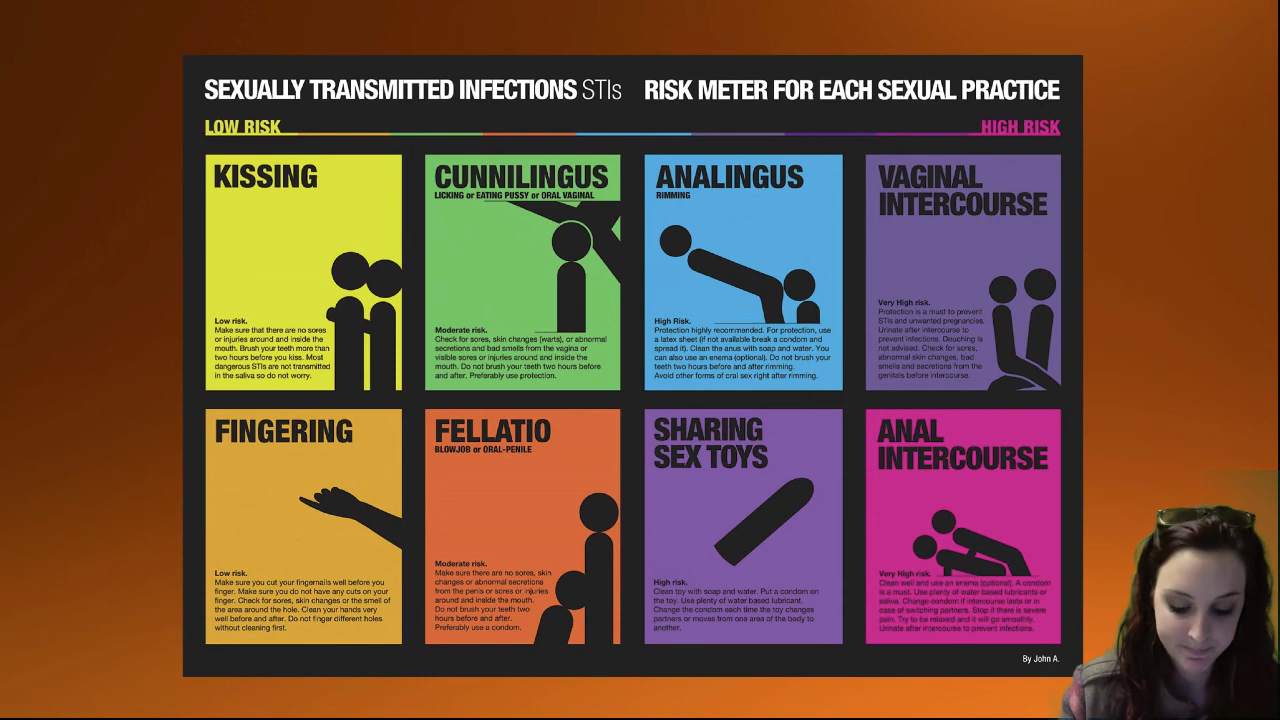 SEXUALLY TRANSMITTED INFECTIONS STIs RISK METER FOR EACH SEXUAL PRACTICE
LOW RISK
HIGH RISK
KISSING
Low risk.
Make sure that there are no sores
or injuries around and inside the
mouth. Brush your teeth more than
two hours before you kiss. Most
dangerous STIs are not transmitted
in the saliva so do not worry.
CUNNILINGUS
LICKING or EATING PUSSY or ORAL VAGINAL
Moderate risk.
Check for sores, skin changes (warts), or abnormal
secretions and bad smells from the vagina or
visible sores or injuries around and inside the
mouth. Do not brush your teeth two hours before
and after. Preferably use protection.
ANALINGUS
RIMMING
High Risk.
Protection highly recommended. For protection, use
a latex sheet (if not available break a condom and
spread it). Clean the anus with soap and water. You
can also use an enema (optional). Do not brush your
teeth two hours before and after rimming.
Avoid other forms of oral sex right after rimming.
VAGINAL
INTERCOURSE
Very High risk.
Protection is a must to prevent
STIs and unwanted pregnancies.
Urinate after intercourse to
prevent infections. Douching is
not advised. Check for sores,
abnormal skin changes, bad
smells and secretions from the
genitals before intercourse.
FINGERING
Low risk.
Make sure you cut your fingernails well before you
finger. Make sure you do not have any cuts on your
finger. Check for sores, skin changes or the smell of
the area around the hole. Clean your hands very
well before and after. Do not finger different holes
without cleaning first.
FELLATIO
BLOWJOB or ORAL-PENILE
Moderate risk.
Make sure there are no sores, skin
changes or abnormal secretions
from the penis or sores or injuries
around and inside the mouth.
Do not brush your teeth two
hours before and after.
Preferably use a condom.
SHARING
SEX TOYS
High risk.
Clean toy with soap and water. Put a condom on
the toy. Use plenty of water based lubricant.
Change the condom each time the toy changes
partners or moves from one area of the body to
another.
ANAL
INTERCOURSE
Very High risk.
Clean well and use an enema (optional). A condom
is a must. Use plenty of water based lubricants or
saliva. Change condom if intercourse lasts or in
case of switching partners. Stop if there is severe
pain. Try to be relaxed and it will go smoothly.
Urinate after intercourse to prevent infections.
By John A.